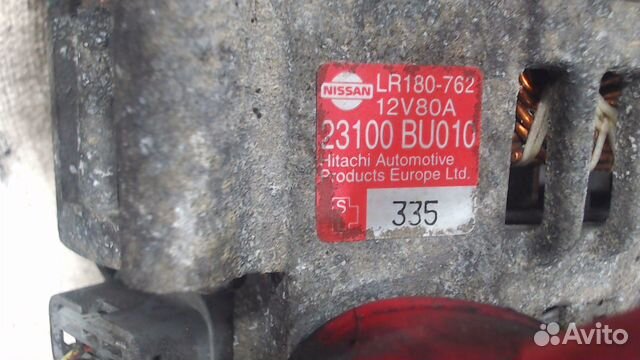 NISSAN LR180-762
12V80A
23100 BU010
Hitachi Automotive
Products Europe Ltd.
S 335
Avito